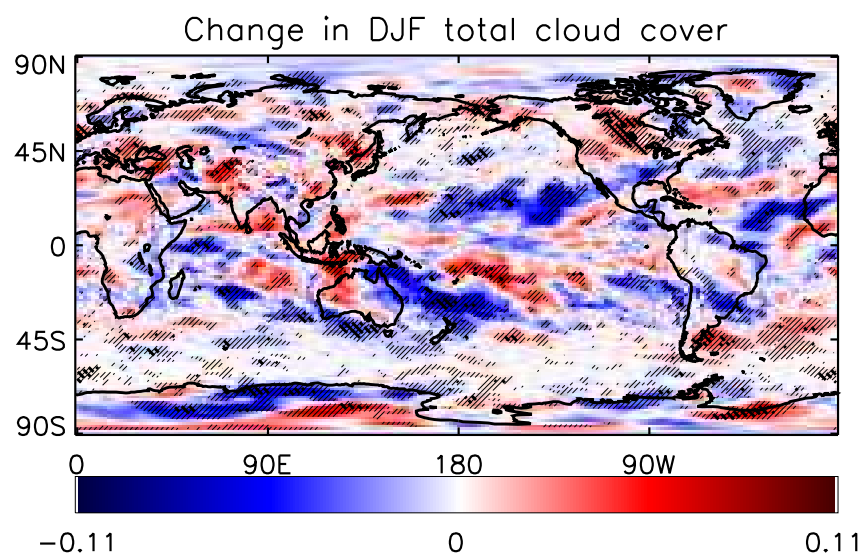 Change in DJF total cloud cover
90N
45N
0
45S
90S
0 90E 180 90W
−0.11 0 0.11